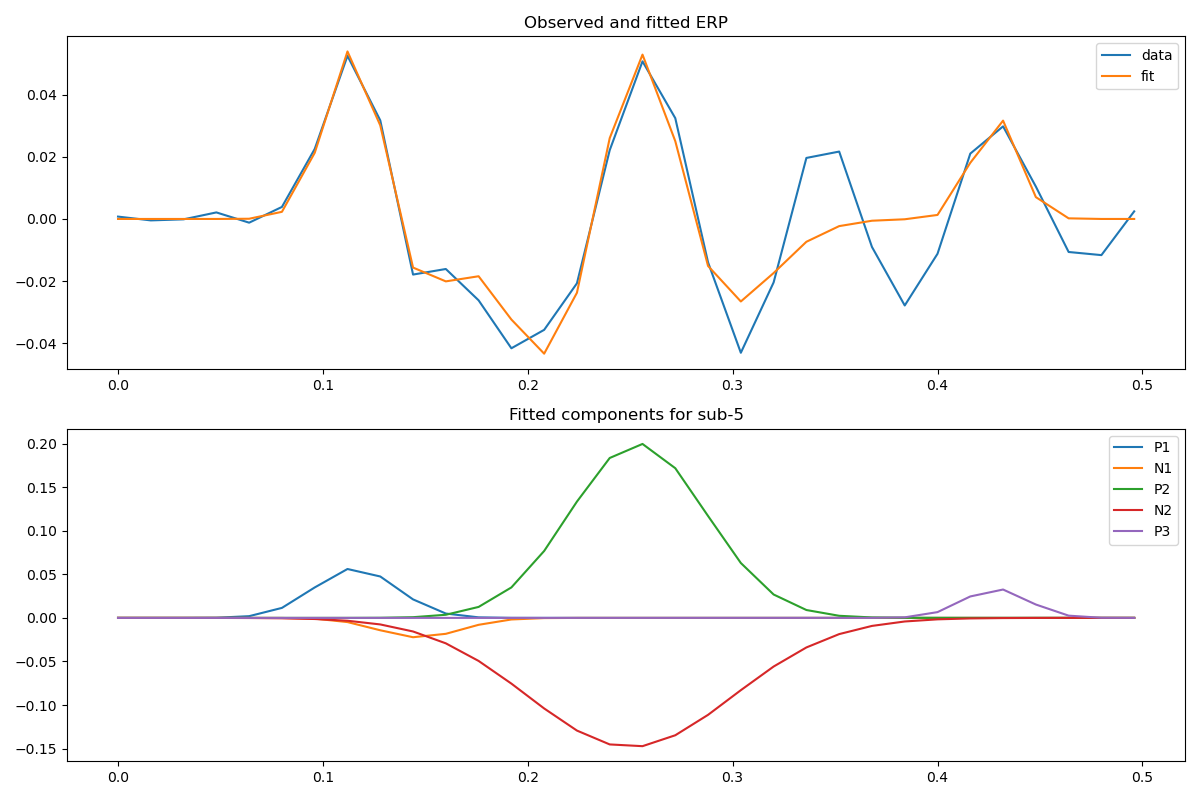 Observed and fitted ERP
data
fit
0.04
0.02
0.00
−0.02
−0.04
0.0 0.1 0.2 0.3 0.4 0.5
Fitted components for sub-5
P1
N1
P2
N2
P3
0.20
0.15
0.10
0.05
0.00
−0.05
−0.10
−0.15
0.0 0.1 0.2 0.3 0.4 0.5